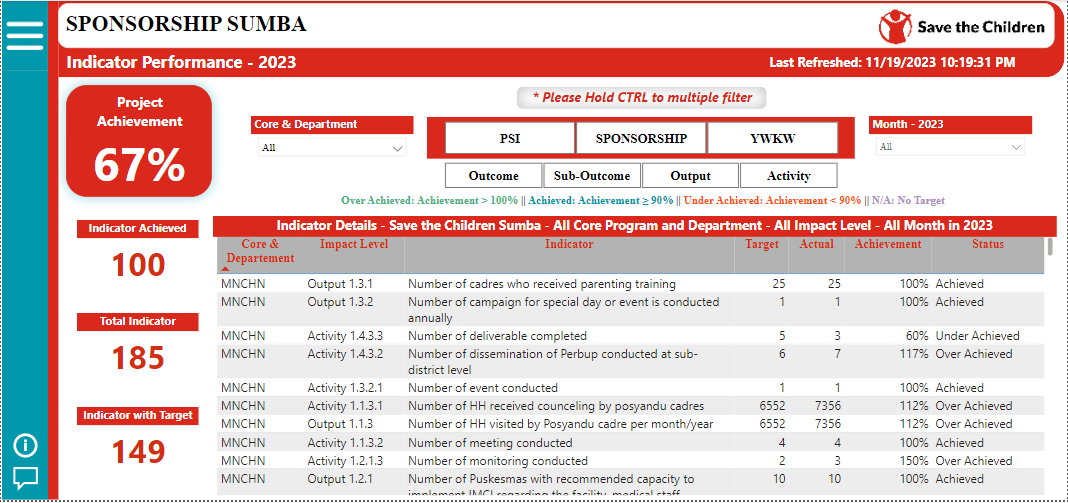 SPONSORSHIP SUMBA
Save the Children
Indicator Performance - 2023
Last Refreshed: 11/19/2023 10:19:31 PM
Project
Achievement
67%
* Please Hold CTRL to multiple filter
Core & Department
All
PSI
SPONSORSHIP
YWKW
Month - 2023
All
Outcome
Sub-Outcome
Output
Activity
Over Achieved: Achievement > 100% || Achieved: Achievement ≥ 90% || Under Achieved: Achievement < 90% || N/A: No Target
Indicator Achieved
100
Total Indicator
185
Indicator with Target
149
Indicator Details - Save the Children Sumba - All Core Program and Department - All Impact Level - All Month in 2023
Core &
Departement
Impact Level
Indicator
Target
Actual
Achievement
Status
MNCHN Output 1.3.1 Number of cadres who received parenting training 25 25 100% Achieved
MNCHN Output 1.3.2 Number of campaign for special day or event is conducted 1 1 100% Achieved
annually
MNCHN Activity 1.4.3.3 Number of deliverable completed 5 3 60% Under Achieved
MNCHN Activity 1.4.3.2 Number of dissemination of Perbup conducted at sub- 6 7 117% Over Achieved
district level
MNCHN Activity 1.3.2.1 Number of event conducted 1 1 100% Achieved
MNCHN Activity 1.1.3.1 Number of HH received counceling by posyandu cadres 6552 7356 112% Over Achieved
MNCHN Output 1.1.3 Number of HH visited by Posyandu cadre per month/year 6552 7356 112% Over Achieved
MNCHN Activity 1.1.3.2 Number of meeting conducted 4 4 100% Achieved
MNCHN Activity 1.2.1.3 Number of monitoring conducted 2 3 150% Over Achieved
MNCHN Output 1.2.1 Number of Puskesmas with recommended capacity to 10 10 100% Achieved
implement IMCI regarding the facility, medical staff